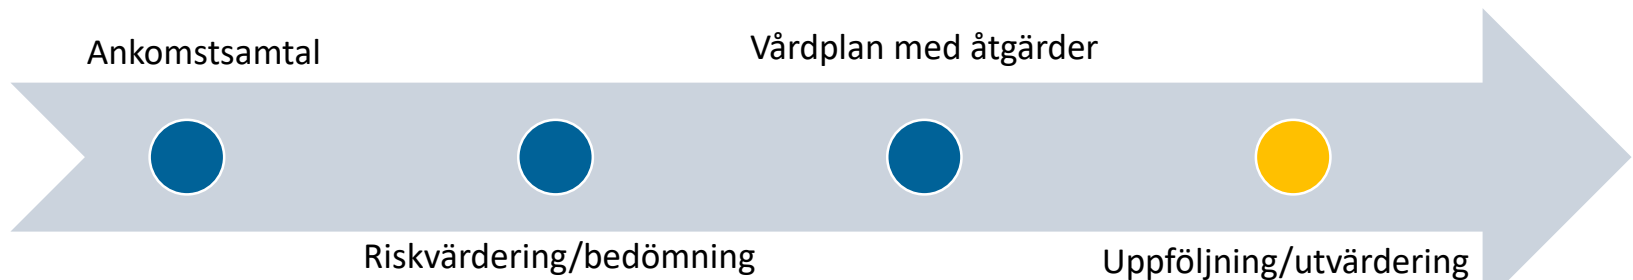 Ankomstsamtal
Riskvärdering/bedömning
Vårdplan med åtgärder
Uppföljning/utvärdering